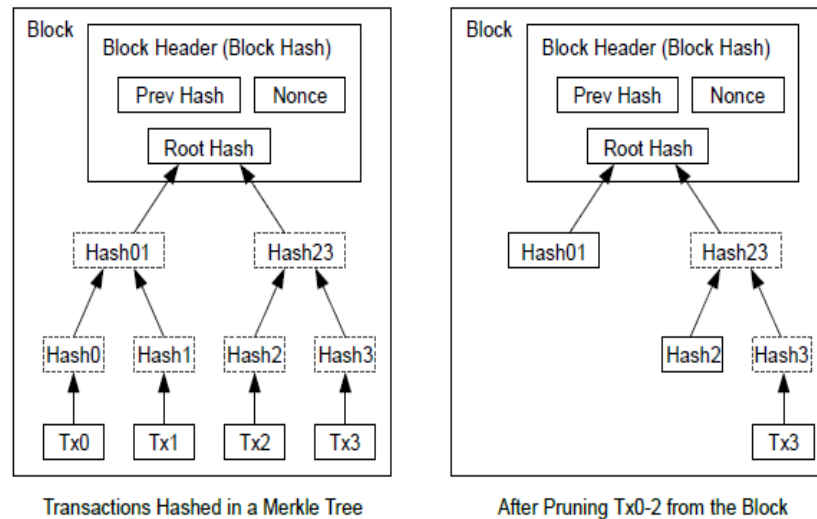 Block
Block Header (Block Hash)
Prev Hash
Nonce
Root Hash
Hash01
Hash23
Hash0
Hash1
Hash2
Hash3
Tx0
Tx1
Tx2
Tx3
Transactions Hashed in a Merkle Tree
Block
Block Header (Block Hash)
Prev Hash
Nonce
Root Hash
Hash01
Hash23
Hash2
Hash3
Tx3
After Pruning Tx0-2 from the Block